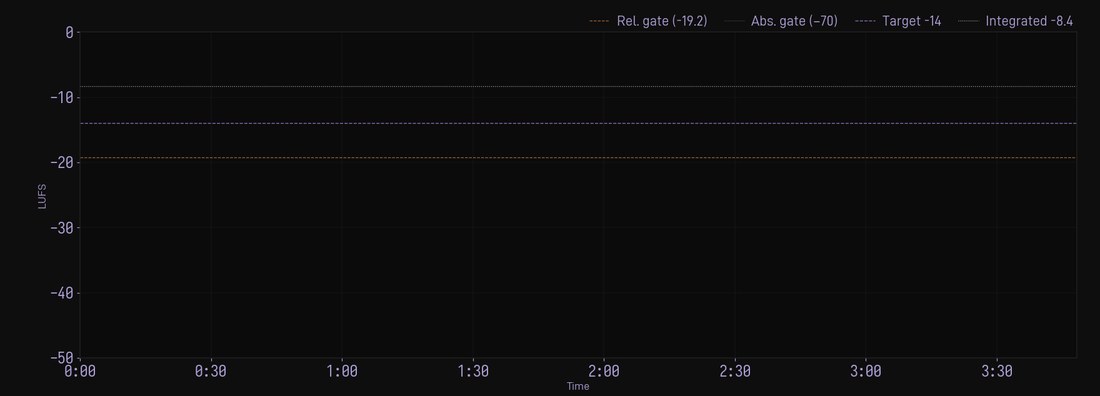 Rel. gate (-19.2) Abs. gate (−70) Target -14 Integrated -8.4
0
−10
−20
−30
−40
−50
LUFS
0:00 0:30 1:00 1:30 2:00 2:30 3:00 3:30
Time